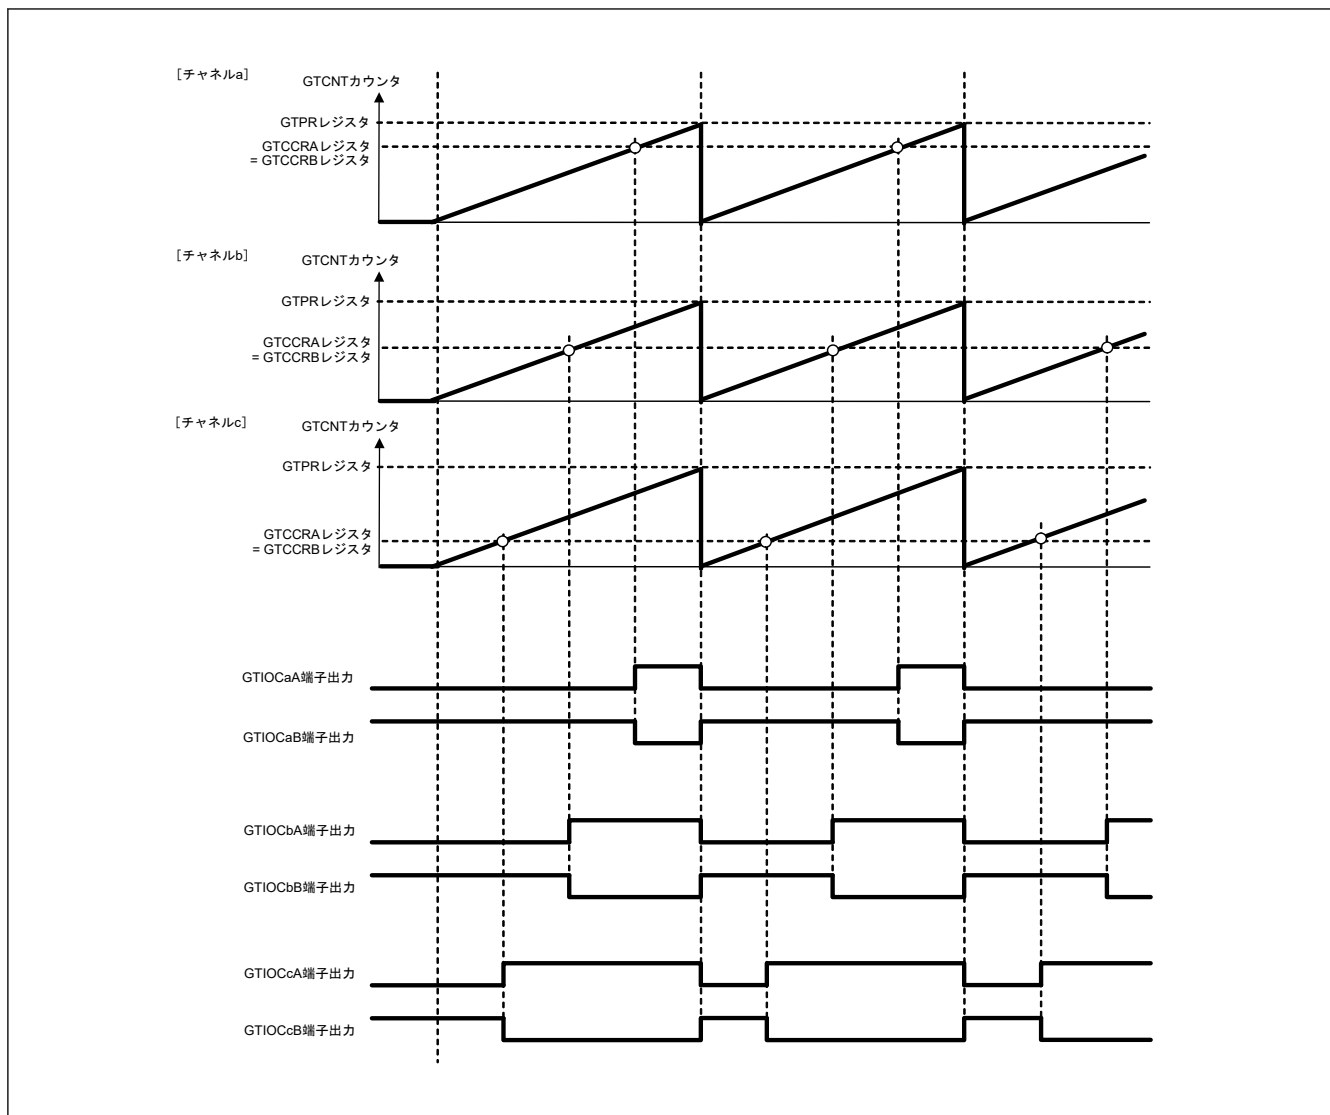 ［チャネルa］
GTCNTカウンタ
GTPRレジスタ
GTCCRAレジスタ
= GTCCRBレジスタ
［チャネルb］
GTCNTカウンタ
GTPRレジスタ
GTCCRAレジスタ
= GTCCRBレジスタ
［チャネルc］
GTCNTカウンタ
GTPRレジスタ
GTCCRAレジスタ
= GTCCRBレジスタ
GTIOCaA端子出力
GTIOCaB端子出力
GTIOCbA端子出力
GTIOCbB端子出力
GTIOCcA端子出力
GTIOCcB端子出力